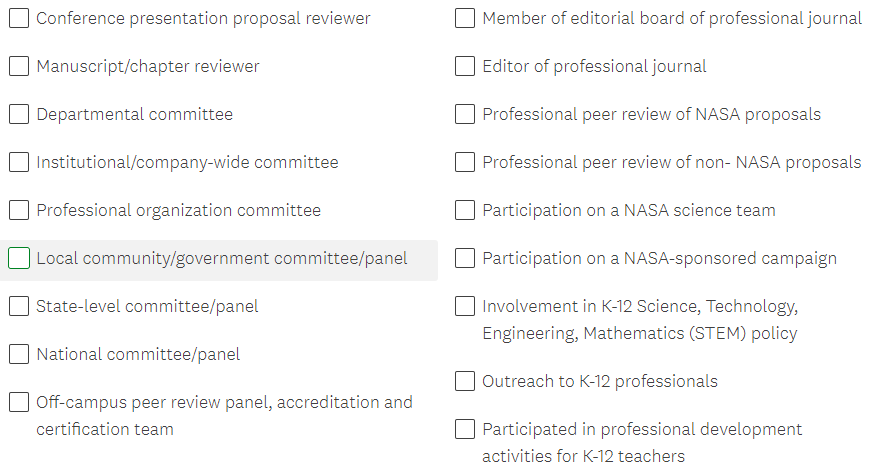 Conference presentation proposal reviewer
Manuscript/chapter reviewer
Departmental committee
Institutional/company-wide committee
Professional organization committee
Local community/government committee/panel
State-level committee/panel
National committee/panel
Off-campus peer review panel, accreditation and
certification team
Member of editorial board of professional journal
Editor of professional journal
Professional peer review of NASA proposals
Professional peer review of non- NASA proposals
Participation on a NASA science team
Participation on a NASA-sponsored campaign
Involvement in K-12 Science, Technology,
Engineering, Mathematics (STEM) policy
Outreach to K-12 professionals
Participated in professional development
activities for K-12 teachers